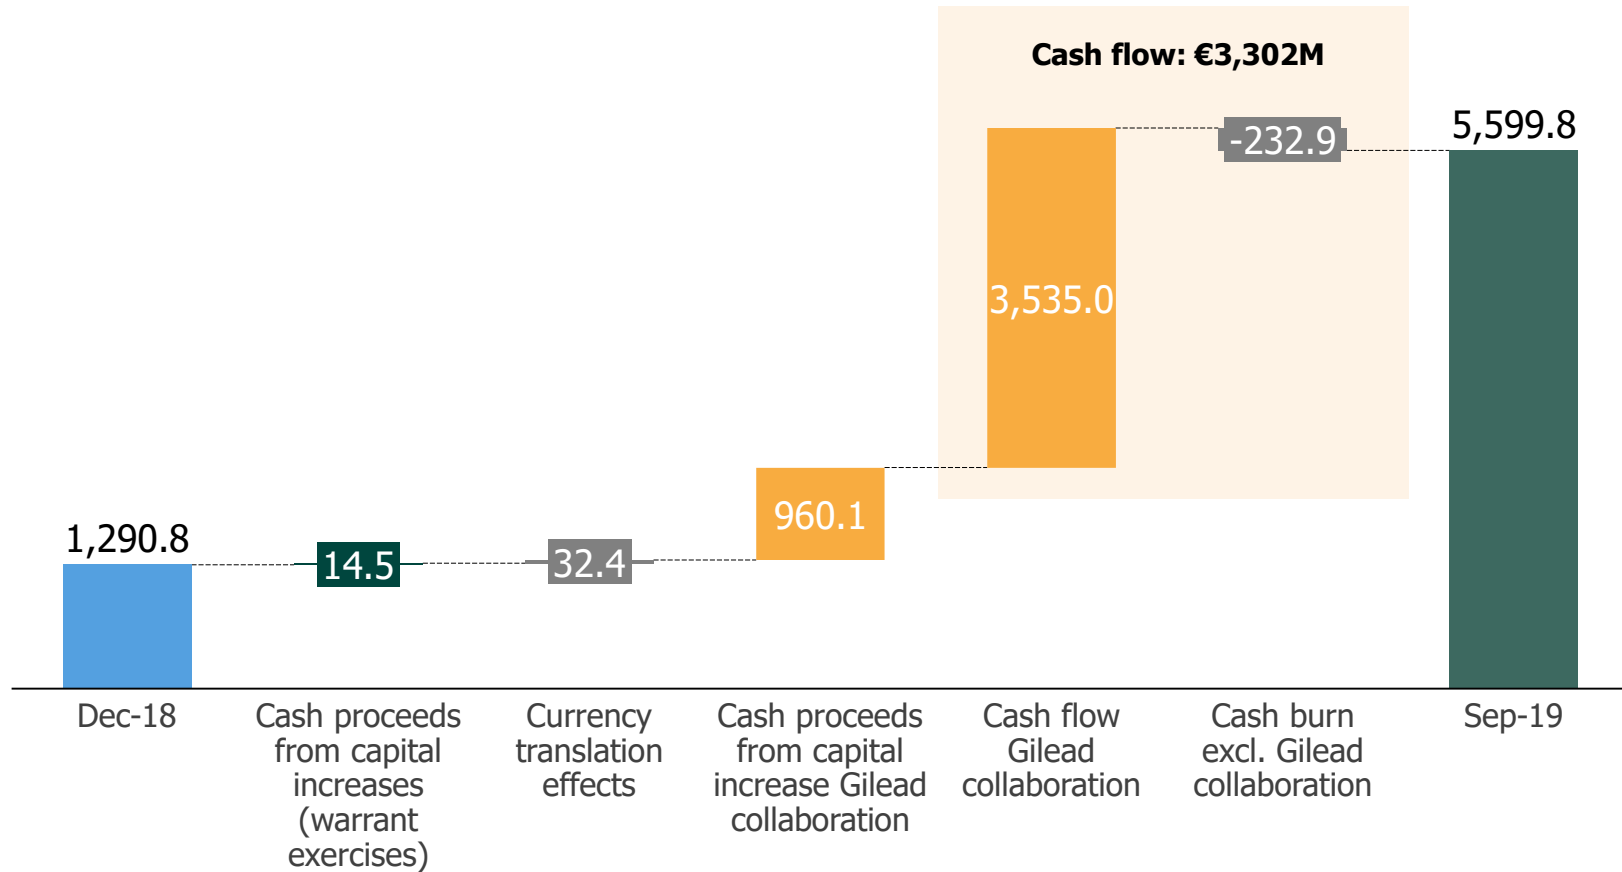 Cash flow: €3,302M
5,599.8
-232.9
3,535.0
960.1
1,290.8
14.5
32.4
Dec-18
Cash proceeds
from capital
increases
(warrant
exercises)
Currency
translation
effects
Cash proceeds
from capital
increase Gilead
collaboration
Cash flow
Gilead
collaboration
Cash burn
excl. Gilead
collaboration
Sep-19